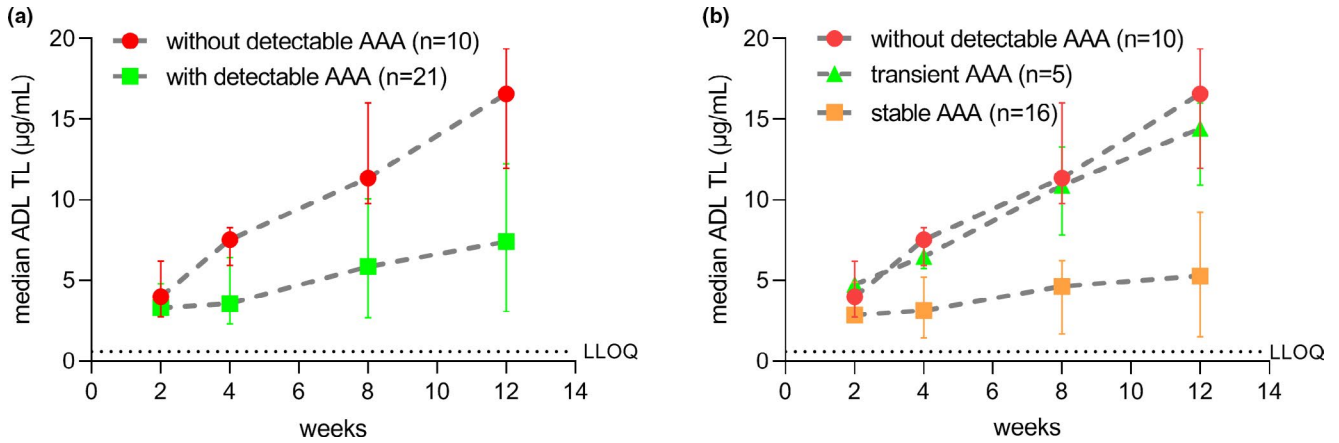 (a)
without detectable AAA (n=10)
with detectable AAA (n=21)
median ADL TL (µg/mL)
20
15
10
5
0
LLOQ
0 2 4 6 8 10 12 14
weeks
(b)
without detectable AAA (n=10)
transient AAA (n=5)
stable AAA (n=16)
median ADL TL (µg/mL)
20
15
10
5
0
LLOQ
0 2 4 6 8 10 12 14
weeks